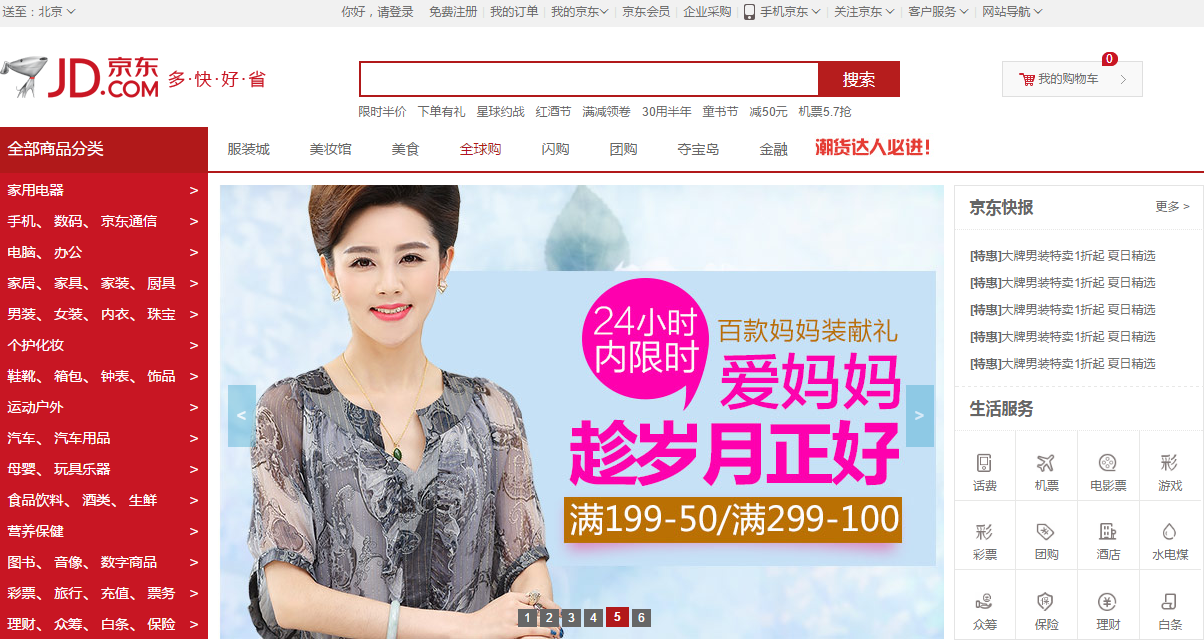 送至：北京
你好，请登录 免费注册 我的订单 我的京东 京东会员 企业采购 手机京东 关注京东 客户服务 网站导航
JD.COM 京东 多·快·好·省
搜索
0
我的购物车 >
限时半价 下单有礼 星球约战 红酒节 满减领卷 30用半年 童书节 减50元 机票5.7抢
全部商品分类
服装城 美妆馆 美食 全球购 闪购 团购 夺宝岛 金融 潮货达人必进！
家用电器 >
手机、 数码、 京东通信 >
电脑、 办公 >
家居、 家具、 家装、 厨具 >
男装、 女装、 内衣、 珠宝 >
个护化妆 >
鞋靴、 箱包、 钟表、 饰品 >
运动户外 >
汽车、 汽车用品 >
母婴、 玩具乐器 >
食品饮料、 酒类、 生鲜 >
营养保健 >
图书、 音像、 数字商品 >
彩票、 旅行、 充值、 票务 >
理财、 众筹、 白条、 保险 >
24小时
内限时
百款妈妈装献礼
爱妈妈
趁岁月正好
满199-50/满299-100
< >
1 2 3 4 5 6
京东快报 更多 >
[特惠]大牌男装特卖1折起 夏日精选
[特惠]大牌男装特卖1折起 夏日精选
[特惠]大牌男装特卖1折起 夏日精选
[特惠]大牌男装特卖1折起 夏日精选
[特惠]大牌男装特卖1折起 夏日精选
生活服务
彩
话费 机票 电影票 游戏
彩
彩票 团购 酒店 水电煤
众筹 保险 理财 白条